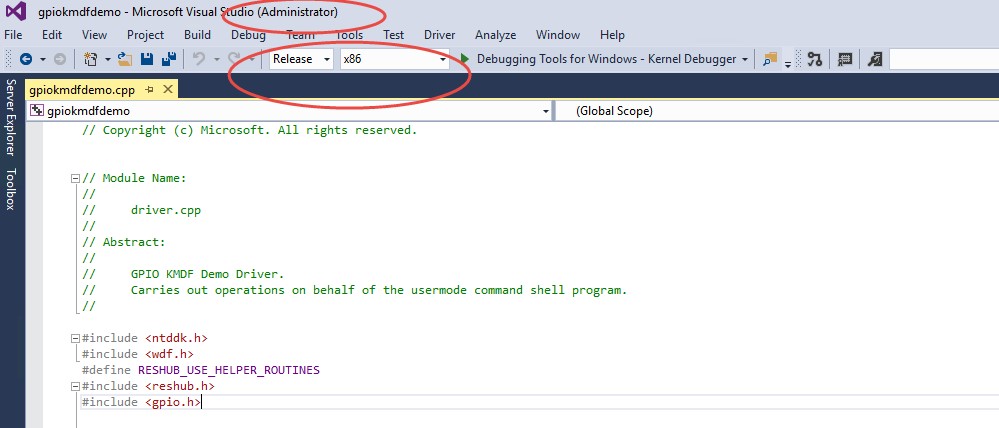 gpiokmdfdemo - Microsoft Visual Studio (Administrator)
File Edit View Project Build Debug Team Tools Test Driver Analyze Window Help
Release x86 Debugging Tools for Windows - Kernel Debugger
Server Explorer
Toolbox
gpiokmdfdemo.cpp
gpiokmdfdemo (Global Scope)
// Copyright (c) Microsoft. All rights reserved.
// Module Name:
//
// driver.cpp
//
// Abstract:
//
// GPIO KMDF Demo Driver.
// Carries out operations on behalf of the usermode command shell program.
//
#include <ntddk.h>
#include <wdf.h>
#define RESHUB_USE_HELPER_ROUTINES
#include <reshub.h>
#include <gpio.h>